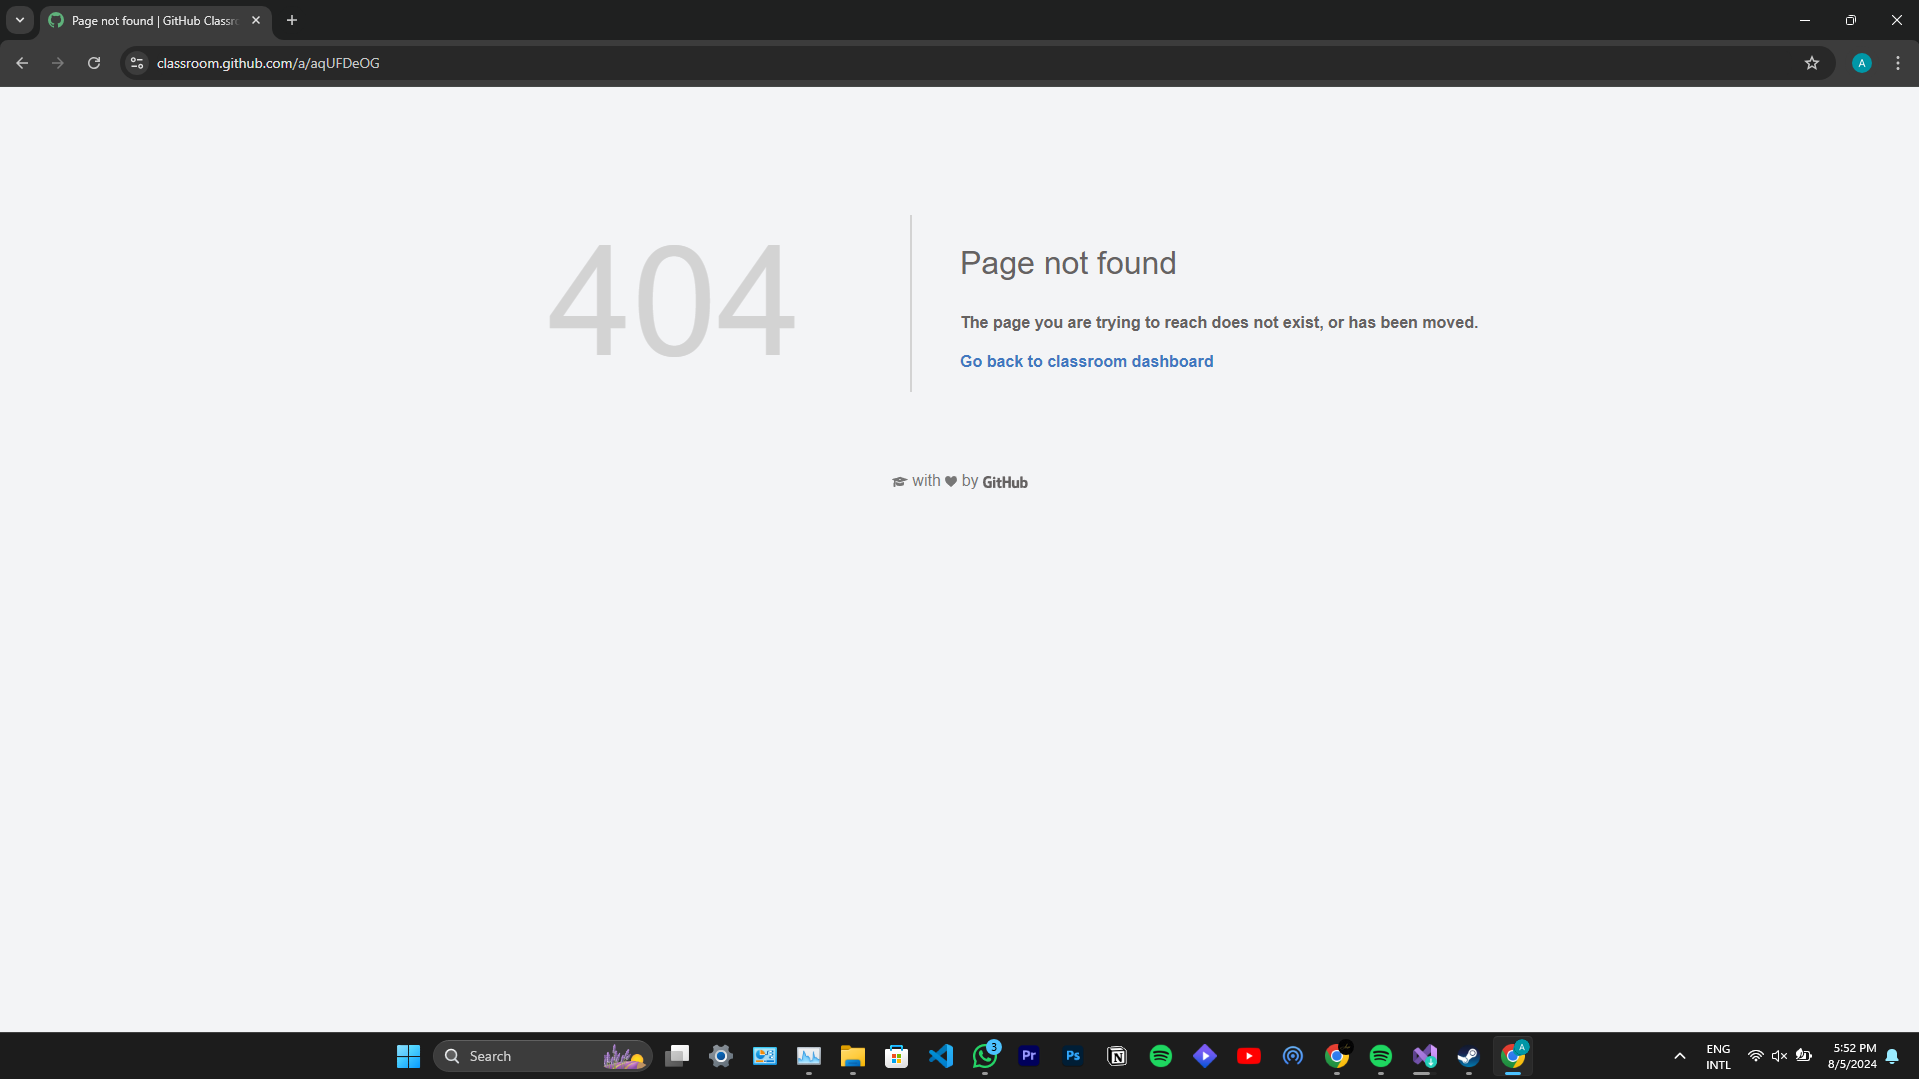 Page not found | GitHub Classr
classroom.github.com/a/aqUFDeOG
A
404
Page not found
The page you are trying to reach does not exist, or has been moved.
Go back to classroom dashboard
with by GitHub
Search
3
Pr
Ps
A
ENG
INTL
5:52 PM
8/5/2024